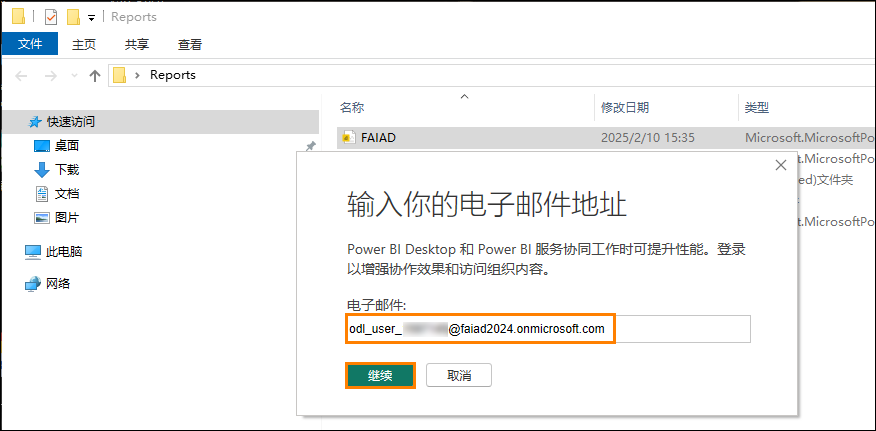 Reports
文件 主页 共享 查看
Reports
名称 修改日期 类型
快速访问
FAIAD 2025/2/10 15:35 Microsoft.MicrosoftPo
桌面
.MicrosoftPo
下载
ed)文件夹
文档
图片
t.MicrosoftPo
此电脑
网络
输入你的电子邮件地址
Power BI Desktop 和 Power BI 服务协同工作时可提升性能。登录
以增强协作效果和访问组织内容。
电子邮件:
odl_user_ @faiad2024.onmicrosoft.com
继续 取消